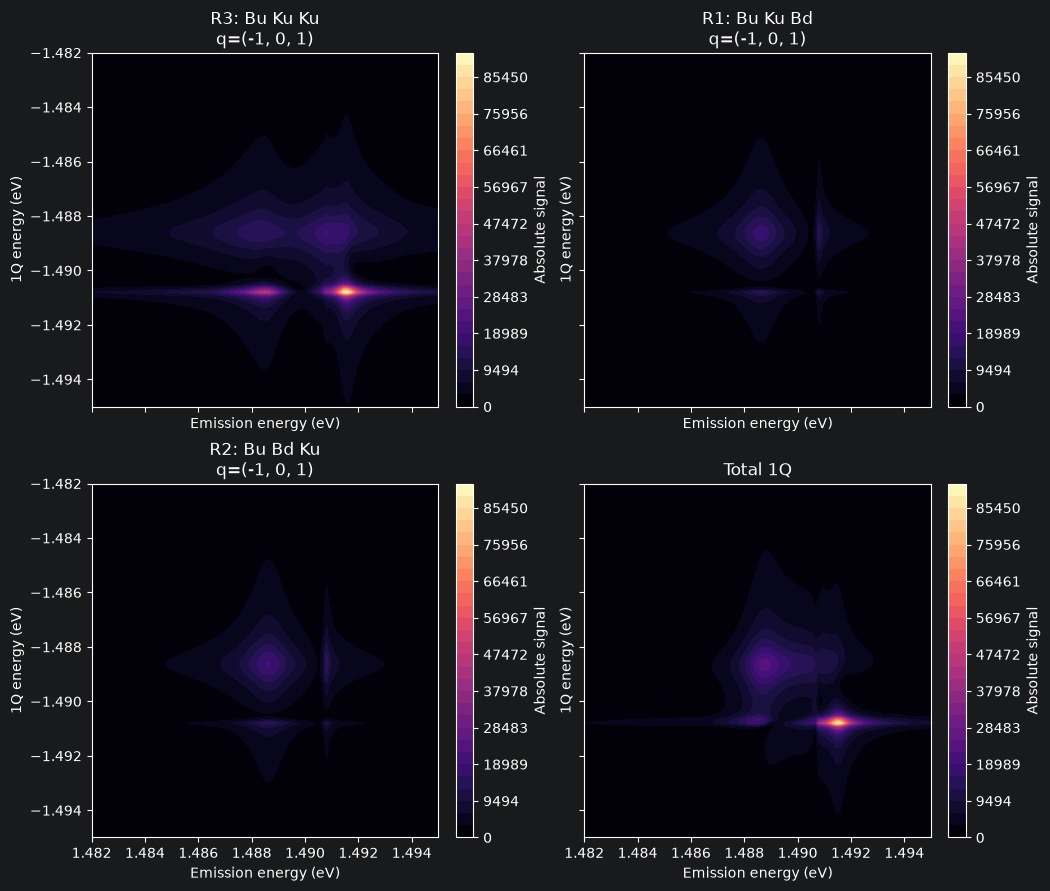 R3: Bu Ku Ku
q=(-1, 0, 1)
−1.482
−1.484
−1.486
−1.488
−1.490
−1.492
−1.494
1Q energy (eV)
Emission energy (eV)
85450
75956
66461
56967
47472
37978
28483
18989
9494
0
Absolute signal
R1: Bu Ku Bd
q=(-1, 0, 1)
1Q energy (eV)
Emission energy (eV)
85450
75956
66461
56967
47472
37978
28483
18989
9494
0
Absolute signal
R2: Bu Bd Ku
q=(-1, 0, 1)
−1.482
−1.484
−1.486
−1.488
−1.490
−1.492
−1.494
1Q energy (eV)
1.482 1.484 1.486 1.488 1.490 1.492 1.494
Emission energy (eV)
85450
75956
66461
56967
47472
37978
28483
18989
9494
0
Absolute signal
Total 1Q
1Q energy (eV)
1.482 1.484 1.486 1.488 1.490 1.492 1.494
Emission energy (eV)
85450
75956
66461
56967
47472
37978
28483
18989
9494
0
Absolute signal